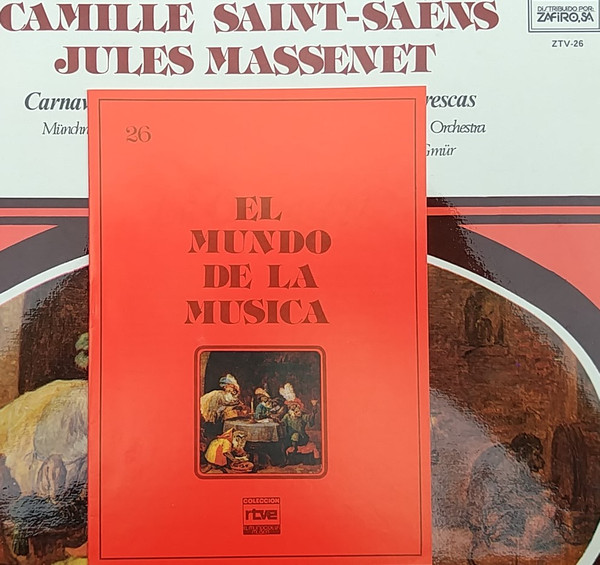 CAMILLE SAINT-SAËNS
JULES MASSENET
DISTRIBUIDO POR:
ZAFIRO, SA
ZTV-26
Carnav
rescas
Münchn
Orchestra
Gmür
26
EL
MUNDO
DE LA
MUSICA
COLECCION
rtve